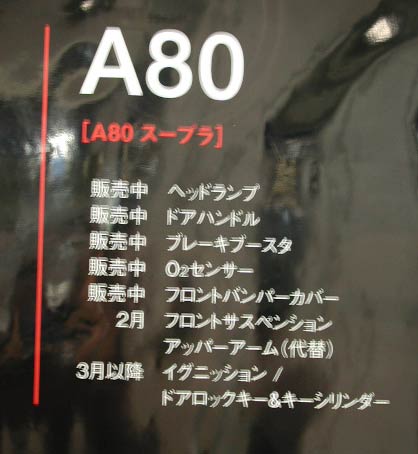 A80
[A80 スープラ]
販売中 ヘッドランプ
販売中 ドアハンドル
販売中 ブレーキブースタ
販売中 O2センサー
販売中 フロントバンパーカバー
2月 フロントサスペンション
アッパーアーム(代替)
3月以降 イグニッション /
ドアロックキー&キーシリンダー